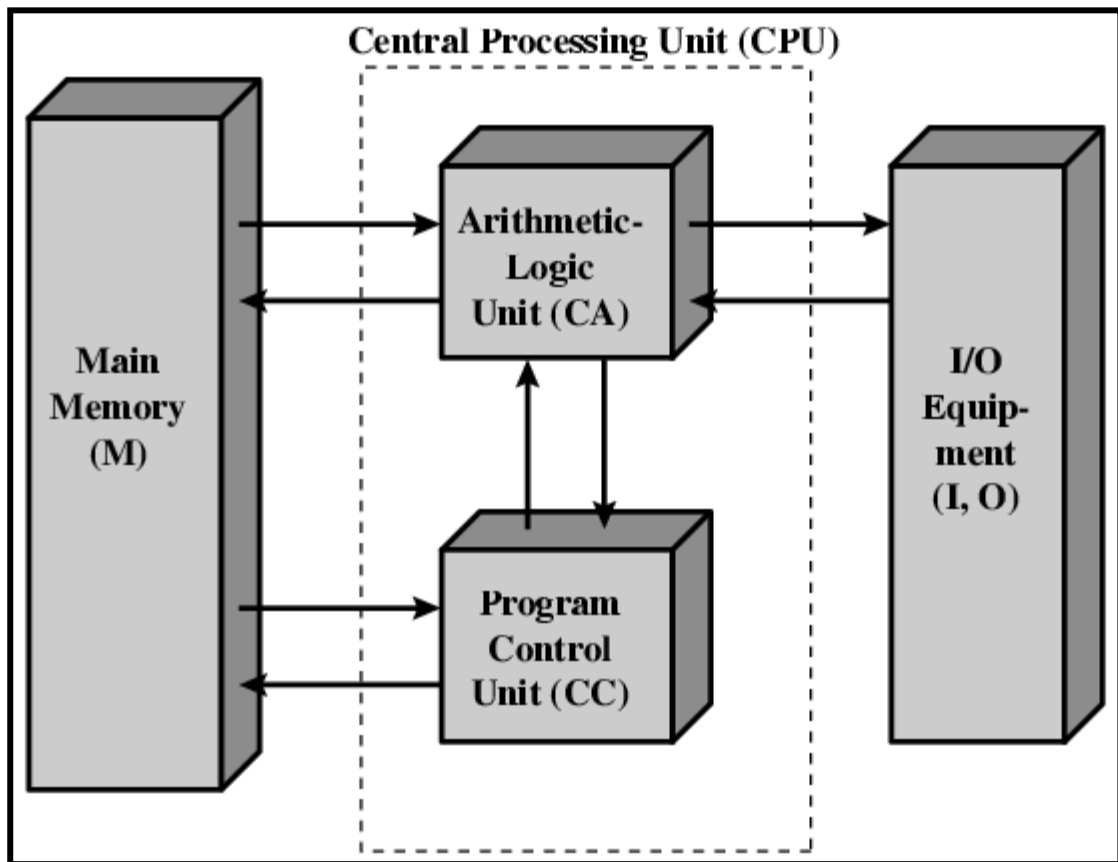 Central Processing Unit (CPU)
Main
Memory
(M)
Arithmetic-
Logic
Unit (CA)
Program
Control
Unit (CC)
I/O
Equip-
ment
(I, O)